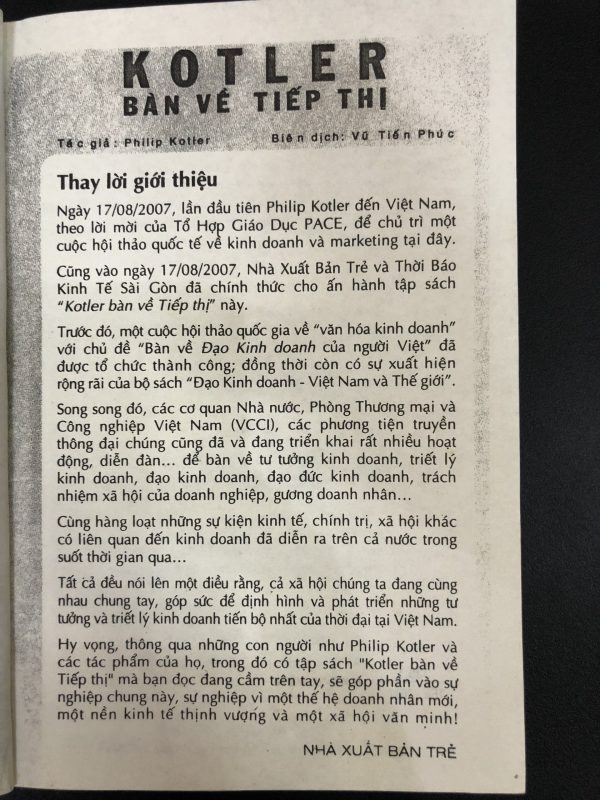 KOTLER
BÀN VỀ TIẾP THỊ
Tác giả: Philip Kotler Biên dịch: Vũ Tiến Phúc
Thay lời giới thiệu
Ngày 17/08/2007, lần đầu tiên Philip Kotler đến Việt Nam,
theo lời mời của Tổ Hợp Giáo Dục PACE, để chủ trì một
cuộc hội thảo quốc tế về kinh doanh và marketing tại đây.
Cũng vào ngày 17/08/2007, Nhà Xuất Bản Trẻ và Thời Báo
Kinh Tế Sài Gòn đã chính thức cho ấn hành tập sách
“Kotler bàn về Tiếp thị” này.
Trước đó, một cuộc hội thảo quốc gia về “văn hóa kinh doanh”
với chủ đề “Bàn về Đạo Kinh doanh của người Việt” đã
được tổ chức thành công; đồng thời còn có sự xuất hiện
rộng rãi của bộ sách “Đạo Kinh doanh - Việt Nam và Thế giới”.
Song song đó, các cơ quan Nhà nước, Phòng Thương mại và
Công nghiệp Việt Nam (VCCI), các phương tiện truyền
thông đại chúng cũng đã và đang triển khai rất nhiều hoạt
động, diễn đàn... để bàn về tư tưởng kinh doanh, triết lý
kinh doanh, đạo kinh doanh, đạo đức kinh doanh, trách
nhiệm xã hội của doanh nghiệp, gương doanh nhân...
Cùng hàng loạt những sự kiện kinh tế, chính trị, xã hội khác
có liên quan đến kinh doanh đã diễn ra trên cả nước trong
suốt thời gian qua...
Tất cả đều nói lên một điều rằng, cả xã hội chúng ta đang cùng
nhau chung tay, góp sức để định hình và phát triển những tư
tưởng và triết lý kinh doanh tiến bộ nhất của thời đại tại Việt Nam.
Hy vọng, thông qua những con người như Philip Kotler và
các tác phẩm của họ, trong đó có tập sách "Kotler bàn về
Tiếp thị" mà bạn đọc đang cầm trên tay, sẽ góp phần vào sự
nghiệp chung này, sự nghiệp vì một thế hệ doanh nhân mới,
một nền kinh tế thịnh vượng và một xã hội văn minh!
NHÀ XUẤT BẢN TRẺ